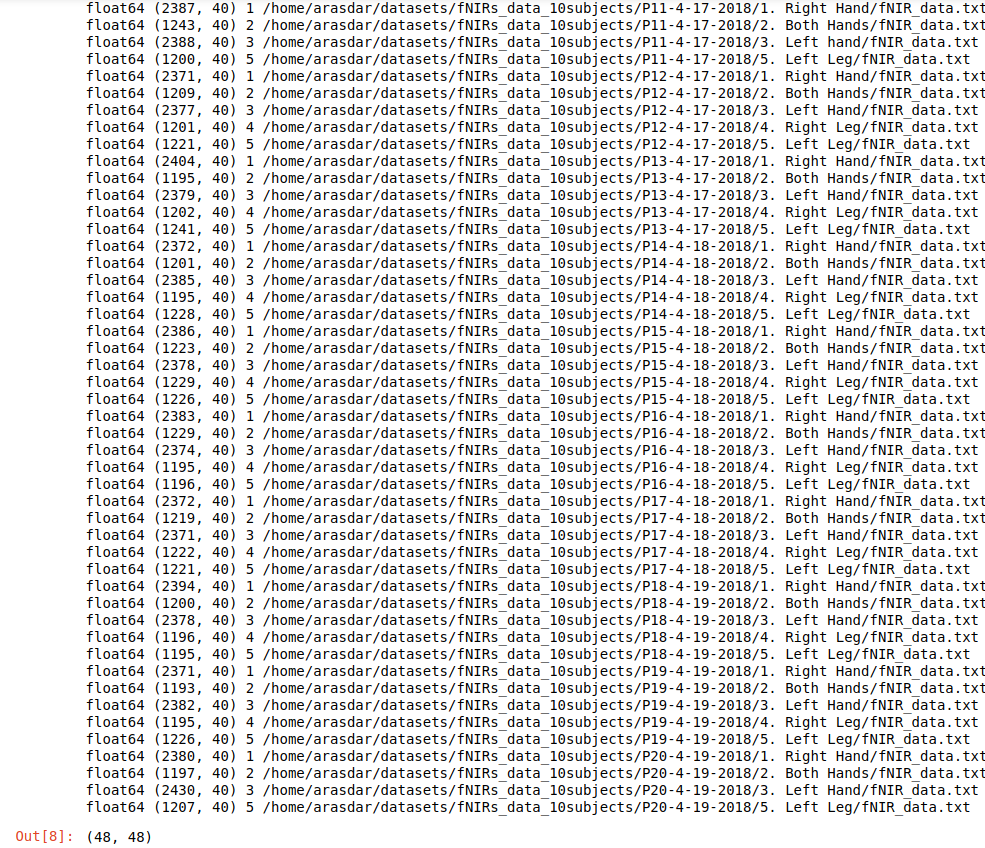 float64 (2387, 40) 1 /home/arasdar/datasets/fNIRs_data_10subjects/P11-4-17-2018/1. Right Hand/fNIR_data.txt
float64 (1243, 40) 2 /home/arasdar/datasets/fNIRs_data_10subjects/P11-4-17-2018/2. Both Hands/fNIR_data.txt
float64 (2388, 40) 3 /home/arasdar/datasets/fNIRs_data_10subjects/P11-4-17-2018/3. Left hand/fNIR_data.txt
float64 (1200, 40) 5 /home/arasdar/datasets/fNIRs_data_10subjects/P11-4-17-2018/5. Left Leg/fNIR_data.txt
float64 (2371, 40) 1 /home/arasdar/datasets/fNIRs_data_10subjects/P12-4-17-2018/1. Right Hand/fNIR_data.txt
float64 (1209, 40) 2 /home/arasdar/datasets/fNIRs_data_10subjects/P12-4-17-2018/2. Both Hands/fNIR_data.txt
float64 (2377, 40) 3 /home/arasdar/datasets/fNIRs_data_10subjects/P12-4-17-2018/3. Left Hand/fNIR_data.txt
float64 (1201, 40) 4 /home/arasdar/datasets/fNIRs_data_10subjects/P12-4-17-2018/4. Right Leg/fNIR_data.txt
float64 (1221, 40) 5 /home/arasdar/datasets/fNIRs_data_10subjects/P12-4-17-2018/5. Left Leg/fNIR_data.txt
float64 (2404, 40) 1 /home/arasdar/datasets/fNIRs_data_10subjects/P13-4-17-2018/1. Right Hand/fNIR_data.txt
float64 (1195, 40) 2 /home/arasdar/datasets/fNIRs_data_10subjects/P13-4-17-2018/2. Both Hands/fNIR_data.txt
float64 (2379, 40) 3 /home/arasdar/datasets/fNIRs_data_10subjects/P13-4-17-2018/3. Left Hand/fNIR_data.txt
float64 (1202, 40) 4 /home/arasdar/datasets/fNIRs_data_10subjects/P13-4-17-2018/4. Right Leg/fNIR_data.txt
float64 (1241, 40) 5 /home/arasdar/datasets/fNIRs_data_10subjects/P13-4-17-2018/5. Left Leg/fNIR_data.txt
float64 (2372, 40) 1 /home/arasdar/datasets/fNIRs_data_10subjects/P14-4-18-2018/1. Right Hand/fNIR_data.txt
float64 (1201, 40) 2 /home/arasdar/datasets/fNIRs_data_10subjects/P14-4-18-2018/2. Both Hands/fNIR_data.txt
float64 (2385, 40) 3 /home/arasdar/datasets/fNIRs_data_10subjects/P14-4-18-2018/3. Left Hand/fNIR_data.txt
float64 (1195, 40) 4 /home/arasdar/datasets/fNIRs_data_10subjects/P14-4-18-2018/4. Right Leg/fNIR_data.txt
float64 (1228, 40) 5 /home/arasdar/datasets/fNIRs_data_10subjects/P14-4-18-2018/5. Left Leg/fNIR_data.txt
float64 (2386, 40) 1 /home/arasdar/datasets/fNIRs_data_10subjects/P15-4-18-2018/1. Right Hand/fNIR_data.txt
float64 (1223, 40) 2 /home/arasdar/datasets/fNIRs_data_10subjects/P15-4-18-2018/2. Both Hands/fNIR_data.txt
float64 (2378, 40) 3 /home/arasdar/datasets/fNIRs_data_10subjects/P15-4-18-2018/3. Left Hand/fNIR_data.txt
float64 (1229, 40) 4 /home/arasdar/datasets/fNIRs_data_10subjects/P15-4-18-2018/4. Right Leg/fNIR_data.txt
float64 (1226, 40) 5 /home/arasdar/datasets/fNIRs_data_10subjects/P15-4-18-2018/5. Left Leg/fNIR_data.txt
float64 (2383, 40) 1 /home/arasdar/datasets/fNIRs_data_10subjects/P16-4-18-2018/1. Right Hand/fNIR_data.txt
float64 (1229, 40) 2 /home/arasdar/datasets/fNIRs_data_10subjects/P16-4-18-2018/2. Both Hands/fNIR_data.txt
float64 (2374, 40) 3 /home/arasdar/datasets/fNIRs_data_10subjects/P16-4-18-2018/3. Left Hand/fNIR_data.txt
float64 (1195, 40) 4 /home/arasdar/datasets/fNIRs_data_10subjects/P16-4-18-2018/4. Right Leg/fNIR_data.txt
float64 (1196, 40) 5 /home/arasdar/datasets/fNIRs_data_10subjects/P16-4-18-2018/5. Left Leg/fNIR_data.txt
float64 (2372, 40) 1 /home/arasdar/datasets/fNIRs_data_10subjects/P17-4-18-2018/1. Right Hand/fNIR_data.txt
float64 (1219, 40) 2 /home/arasdar/datasets/fNIRs_data_10subjects/P17-4-18-2018/2. Both Hands/fNIR_data.txt
float64 (2371, 40) 3 /home/arasdar/datasets/fNIRs_data_10subjects/P17-4-18-2018/3. Left Hand/fNIR_data.txt
float64 (1222, 40) 4 /home/arasdar/datasets/fNIRs_data_10subjects/P17-4-18-2018/4. Right Leg/fNIR_data.txt
float64 (1221, 40) 5 /home/arasdar/datasets/fNIRs_data_10subjects/P17-4-18-2018/5. Left Leg/fNIR_data.txt
float64 (2394, 40) 1 /home/arasdar/datasets/fNIRs_data_10subjects/P18-4-19-2018/1. Right Hand/fNIR_data.txt
float64 (1200, 40) 2 /home/arasdar/datasets/fNIRs_data_10subjects/P18-4-19-2018/2. Both Hands/fNIR_data.txt
float64 (2378, 40) 3 /home/arasdar/datasets/fNIRs_data_10subjects/P18-4-19-2018/3. Left Hand/fNIR_data.txt
float64 (1196, 40) 4 /home/arasdar/datasets/fNIRs_data_10subjects/P18-4-19-2018/4. Right Leg/fNIR_data.txt
float64 (1195, 40) 5 /home/arasdar/datasets/fNIRs_data_10subjects/P18-4-19-2018/5. Left Leg/fNIR_data.txt
float64 (2371, 40) 1 /home/arasdar/datasets/fNIRs_data_10subjects/P19-4-19-2018/1. Right Hand/fNIR_data.txt
float64 (1193, 40) 2 /home/arasdar/datasets/fNIRs_data_10subjects/P19-4-19-2018/2. Both Hands/fNIR_data.txt
float64 (2382, 40) 3 /home/arasdar/datasets/fNIRs_data_10subjects/P19-4-19-2018/3. Left Hand/fNIR_data.txt
float64 (1195, 40) 4 /home/arasdar/datasets/fNIRs_data_10subjects/P19-4-19-2018/4. Right Leg/fNIR_data.txt
float64 (1226, 40) 5 /home/arasdar/datasets/fNIRs_data_10subjects/P19-4-19-2018/5. Left Leg/fNIR_data.txt
float64 (2380, 40) 1 /home/arasdar/datasets/fNIRs_data_10subjects/P20-4-19-2018/1. Right Hand/fNIR_data.txt
float64 (1197, 40) 2 /home/arasdar/datasets/fNIRs_data_10subjects/P20-4-19-2018/2. Both Hands/fNIR_data.txt
float64 (2430, 40) 3 /home/arasdar/datasets/fNIRs_data_10subjects/P20-4-19-2018/3. Left Hand/fNIR_data.txt
float64 (1207, 40) 5 /home/arasdar/datasets/fNIRs_data_10subjects/P20-4-19-2018/5. Left Leg/fNIR_data.txt
Out[8]: (48, 48)